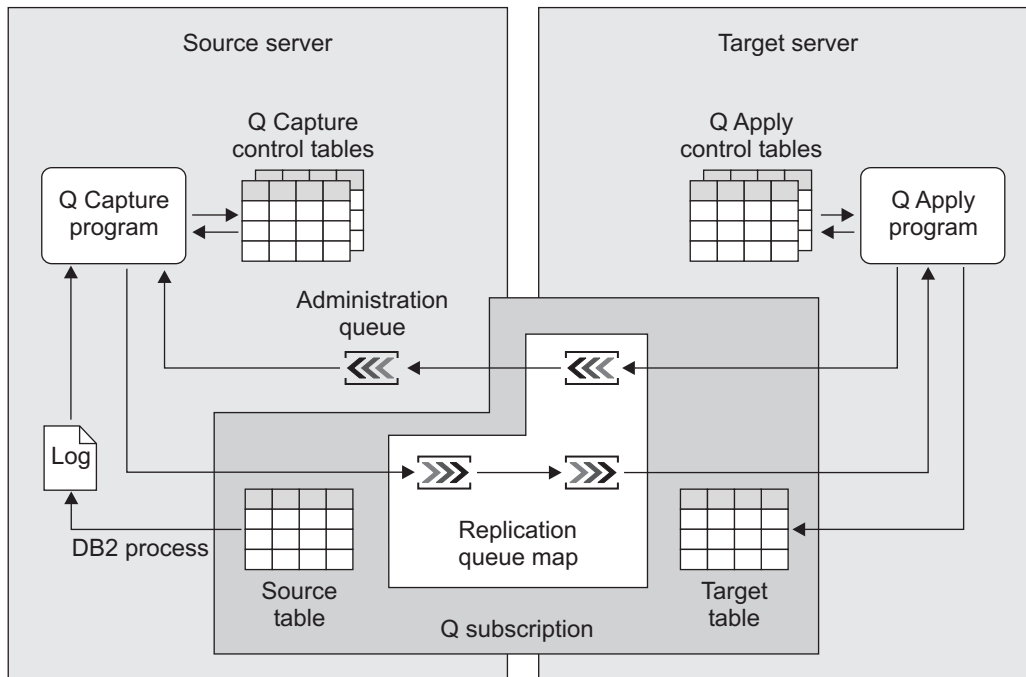 Source server
Target server
Q Capture
control tables
Q Apply
control tables
Q Capture
program
Q Apply
program
Administration
queue
Log
DB2 process
Replication
queue map
Source
table
Target
table
Q subscription